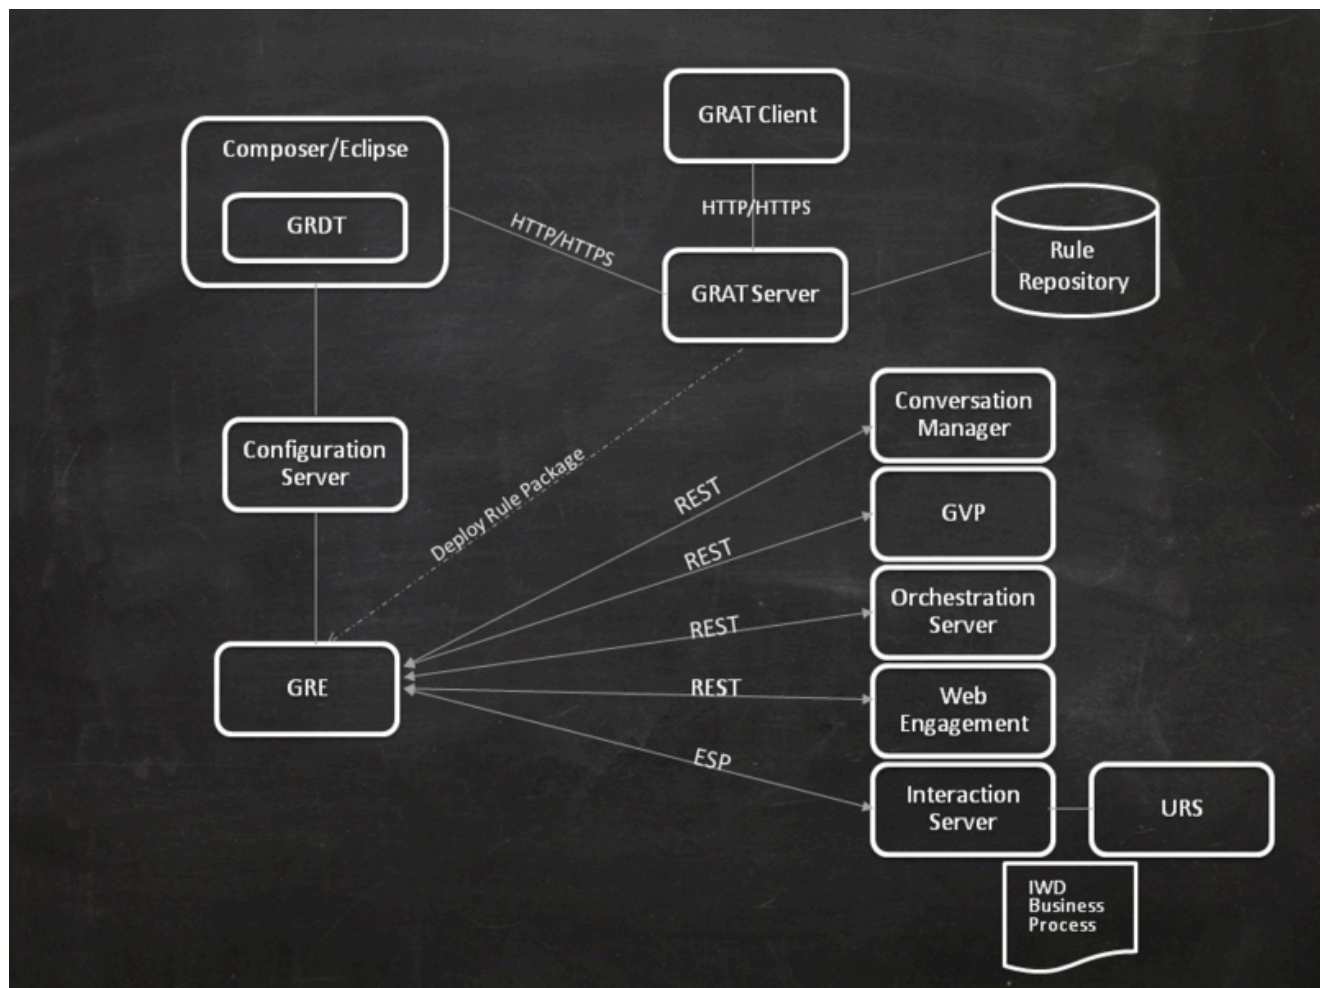 GRAT Client
Composer/Eclipse
GRDT
HTTP/HTTPS
HTTP/HTTPS
Rule
Repository
GRAT Server
Conversation
Manager
Configuration
Server
Deploy Rule Package
REST
GVP
REST
Orchestration
Server
REST
GRE
REST
Web
Engagement
ESP
Interaction
Server
URS
IWD
Business
Process